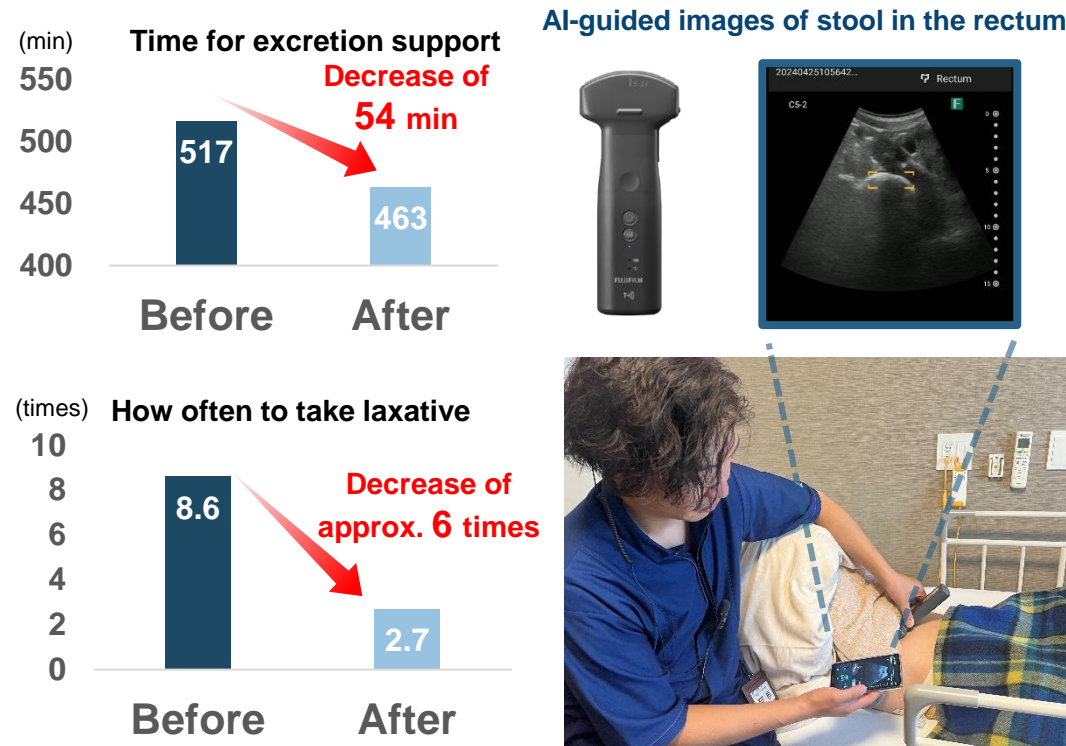 AI-guided images of stool in the rectum
(min)
Time for excretion support
550
500
450
400
Decrease of
54 min
517
463
Before
After
20240425105642...
Rectum
C5-2
F
0
5
10
15
FUJIFILM
(times)
How often to take laxative
10
8
6
4
2
0
Decrease of
approx. 6 times
8.6
2.7
Before
After